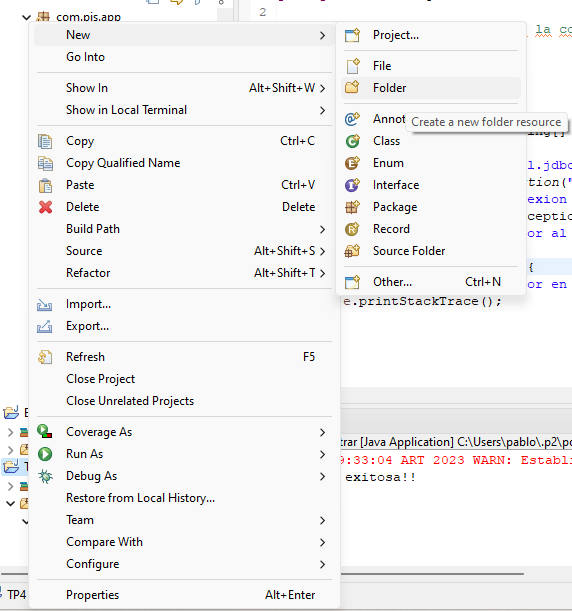 com.pis.app
2
New
Go Into
Show In Alt+Shift+W
Show in Local Terminal
Copy Ctrl+C
Copy Qualified Name
Paste Ctrl+V
Delete Delete
Build Path
Source Alt+Shift+S
Refactor Alt+Shift+T
Import...
Export...
Refresh F5
Close Project
Close Unrelated Projects
Coverage As
Run As
Debug As
Restore from Local History...
Team
Compare With
Configure
Properties Alt+Enter
Project...
File
Folder
Annot
Create a new folder resource
Class
Enum
Interface
Package
Record
Source Folder
Other... Ctrl+N
la co
ing[]
l.jdbc
tion("
exion
ception
or al
{
or en
e.printStackTrace();
trar [Java Application] C:\Users\pablo\.p2\po
9:33:04 ART 2023 WARN: Establi
exitosa!!
TP4